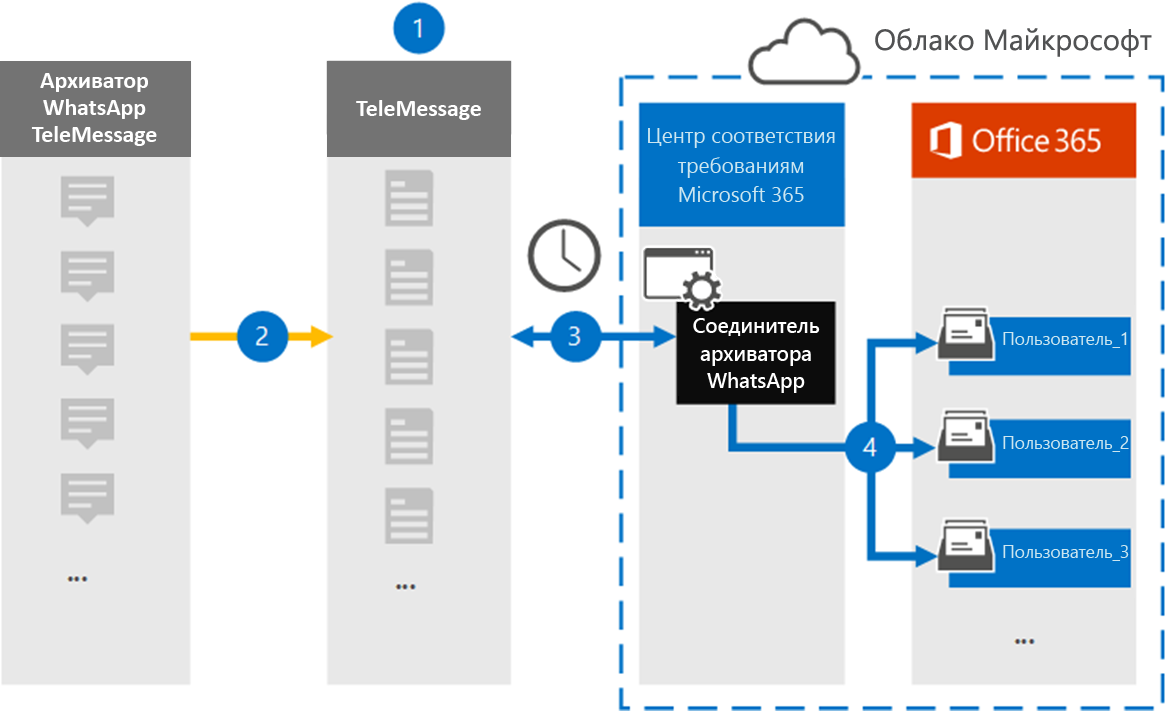 1
Облако Майкрософт
Архиватор
WhatsApp
TeleMessage
TeleMessage
Центр соответствия
требованиям
Microsoft 365
Office 365
2
3
Соединитель
архиватора
WhatsApp
4
Пользователь_1
Пользователь_2
Пользователь_3
...
...
...